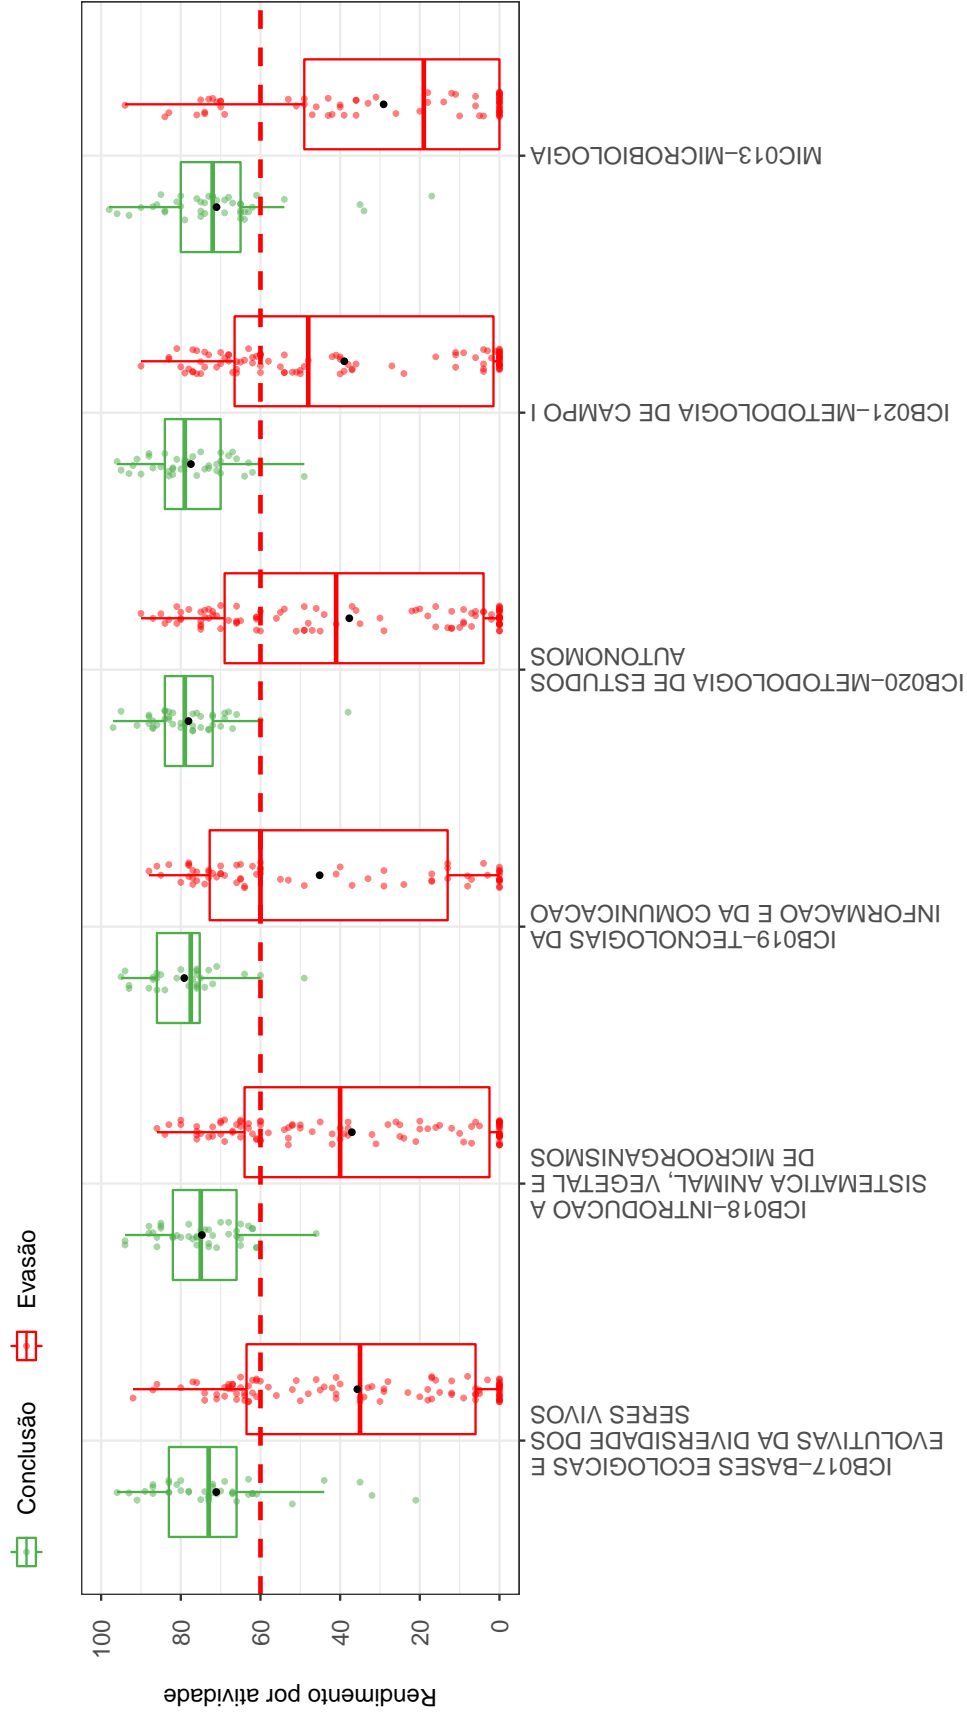 Conclusão
Evasão
Rendimento por atividade
100
80
60
40
20
0
ICB017−BASES ECOLOGICAS E
EVOLUTIVAS DA DIVERSIDADE DOS
SERES VIVOS
ICB018−INTRODUCAO A
SISTEMATICA ANIMAL, VEGETAL E
DE MICROORGANISMOS
ICB019−TECNOLOGIAS DA
INFORMACAO E DA COMUNICACAO
ICB020−METODOLOGIA DE ESTUDOS
AUTONOMOS
ICB021−METODOLOGIA DE CAMPO I
MIC013−MICROBIOLOGIA